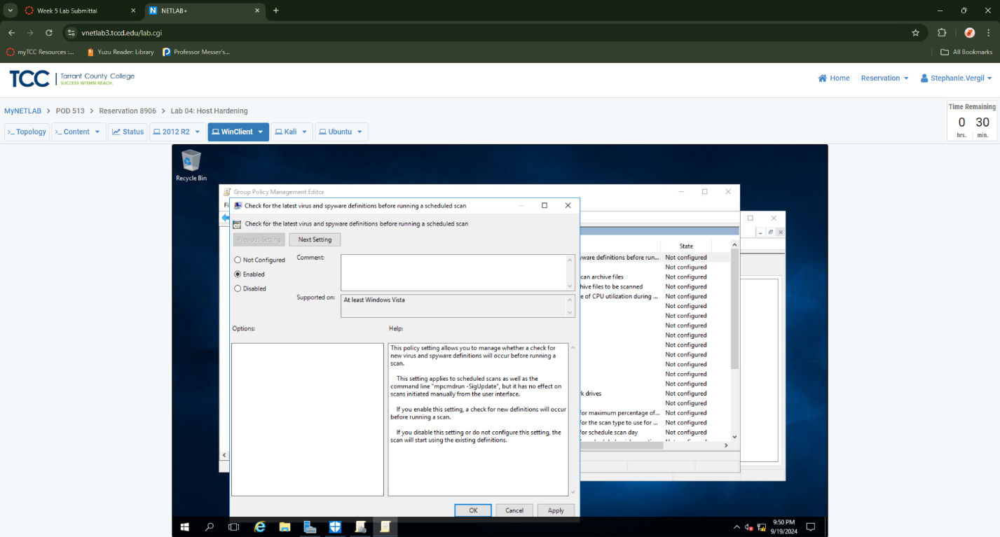 Week 5 Lab Submittal
NETLAB+
vnetlab3.tccd.edu/lab.cgi
myTCC Resources :...
Yuzu Reader: Library
Professor Messer's...
All Bookmarks
TCC
Tarrant County College
SUCCESS WITHIN REACH.
Home
Reservation
Stephanie.Vergil
MyNETLAB > POD 513 > Reservation 8906 > Lab 04: Host Hardening
Time Remaining
0 30
hrs. min.
>_ Topology
>_ Content
Status
2012 R2
WinClient
Kali
Ubuntu
Recycle Bin
Group Policy Management Editor
Fi
Check for the latest virus and spyware definitions before running a scheduled scan
Check for the latest virus and spyware definitions before running a scheduled scan
Previous Setting
Next Setting
Not Configured
Enabled
Disabled
Comment:
Supported on:
At least Windows Vista
Options:
Help:
This policy setting allows you to manage whether a check for
new virus and spyware definitions will occur before running a
scan.
This setting applies to scheduled scans as well as the
command line "mpcmdrun -SigUpdate", but it has no effect on
scans initiated manually from the user interface.
If you enable this setting, a check for new definitions will occur
before running a scan.
If you disable this setting or do not configure this setting, the
scan will start using the existing definitions.
OK
Cancel
Apply
State
yware definitions before run... Not configured
Not configured
can archive files Not configured
hive files to be scanned Not configured
e of CPU utilization during ... Not configured
Not configured
Not configured
Not configured
Not configured
Not configured
Not configured
Not configured
Not configured
Not configured
rk drives Not configured
Not configured
for maximum percentage of... Not configured
for the scan type to use for ... Not configured
for schedule scan day Not configured
9:50 PM
9/19/2024